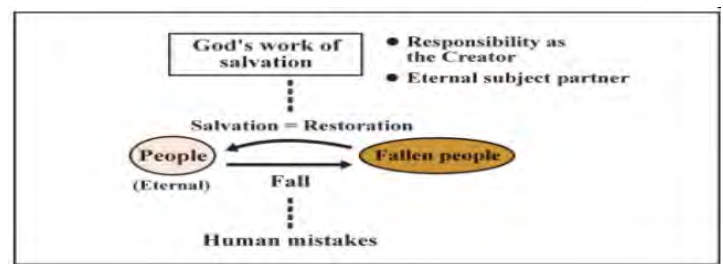 God's work of
salvation
● Responsibility as
the Creator
● Eternal subject partner
Salvation = Restoration
People
(Eternal)
Fallen people
Fall
Human mistakes